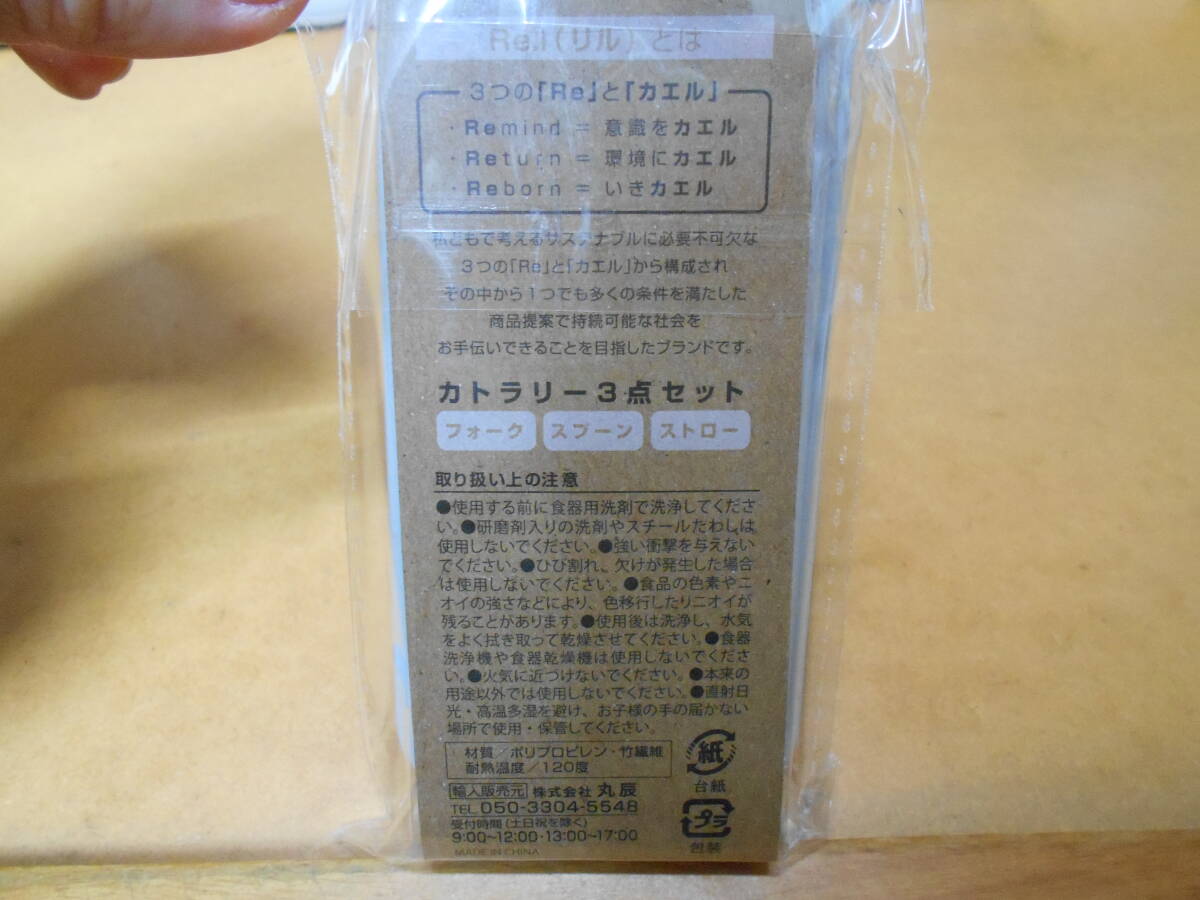 Re.l(リル)とは
3つの「Re」と「カエル」
・Remind = 意識をカエル
・Return = 環境にカエル
・Reborn = いきカエル
私どもで考えるサステナブルに必要不可欠な
3つの「Re」と「カエル」から構成され
その中から1つでも多くの条件を満たした
商品提案で持続可能な社会を
お手伝いできることを目指したブランドです。
カトラリー3点セット
フォーク スプーン ストロー
取り扱い上の注意
●使用する前に食器用洗剤で洗浄してくださ
い。●研磨剤入りの洗剤やスチールたわしは
使用しないでください。●強い衝撃を与えない
でください。●ひび割れ、欠けが発生した場合
は使用しないでください。●食品の色素やニ
オイの強さなどにより、色移行したりニオイが
残ることがあります。●使用後は洗浄し、水気
をよく拭き取って乾燥させてください。●食器
洗浄機や食器乾燥機は使用しないでくださ
い。●火気に近づけないでください。●本来の
用途以外では使用しないでください。●直射日
光・高温多湿を避け、お子様の手の届かない
場所で使用・保管してください。
材質/ポリプロピレン・竹繊維
耐熱温度/120度
紙
台紙
輸入販売元 株式会社 丸辰
TEL 050-3304-5548
受付時間(土日祝を除く)
9:00~12:00・13:00~17:00
MADE IN CHINA
プラ
包装